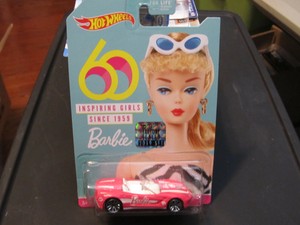 HOT WHEELS
60
INSPIRING GIRLS
SINCE 1959
Barbie